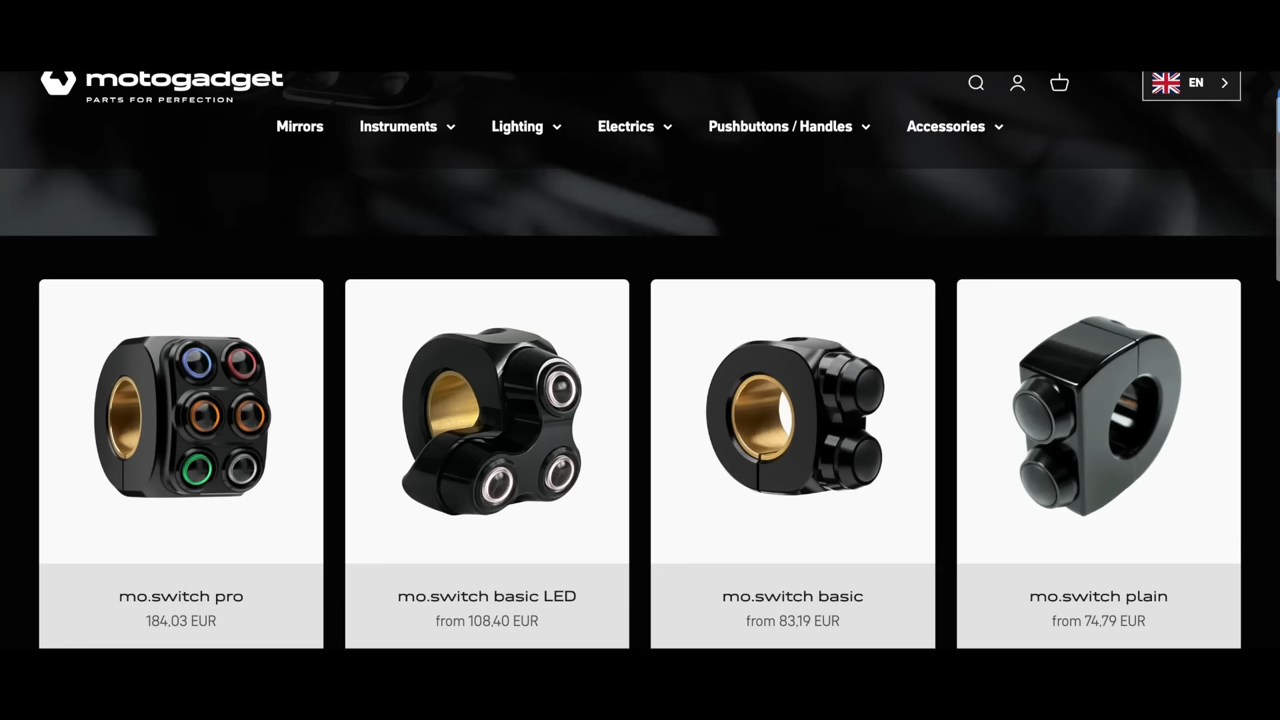 motogadget
PARTS FOR PERFECTION
EN
Mirrors Instruments Lighting Electrics Pushbuttons / Handles Accessories
mo.switch pro
184,03 EUR
mo.switch basic LED
from 108,40 EUR
mo.switch basic
from 83,19 EUR
mo.switch plain
from 74,79 EUR